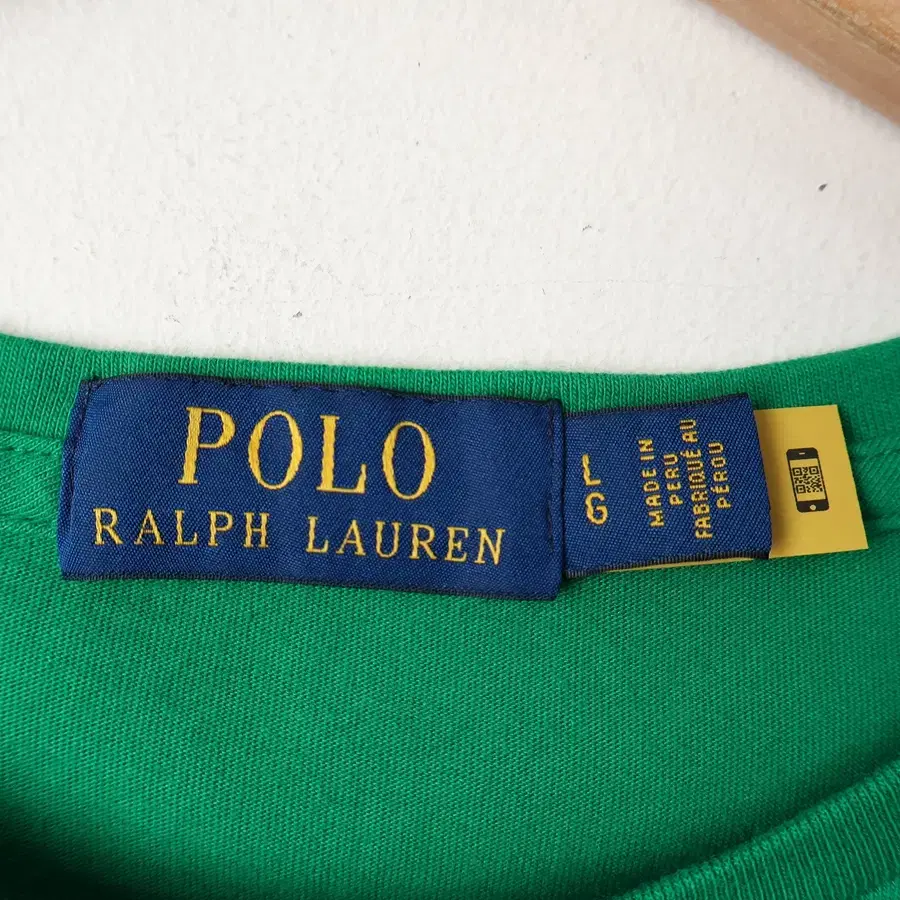 POLO
RALPH LAUREN
L
G
MADE IN
PERU
FABRIQUÉ AU
PÉROU